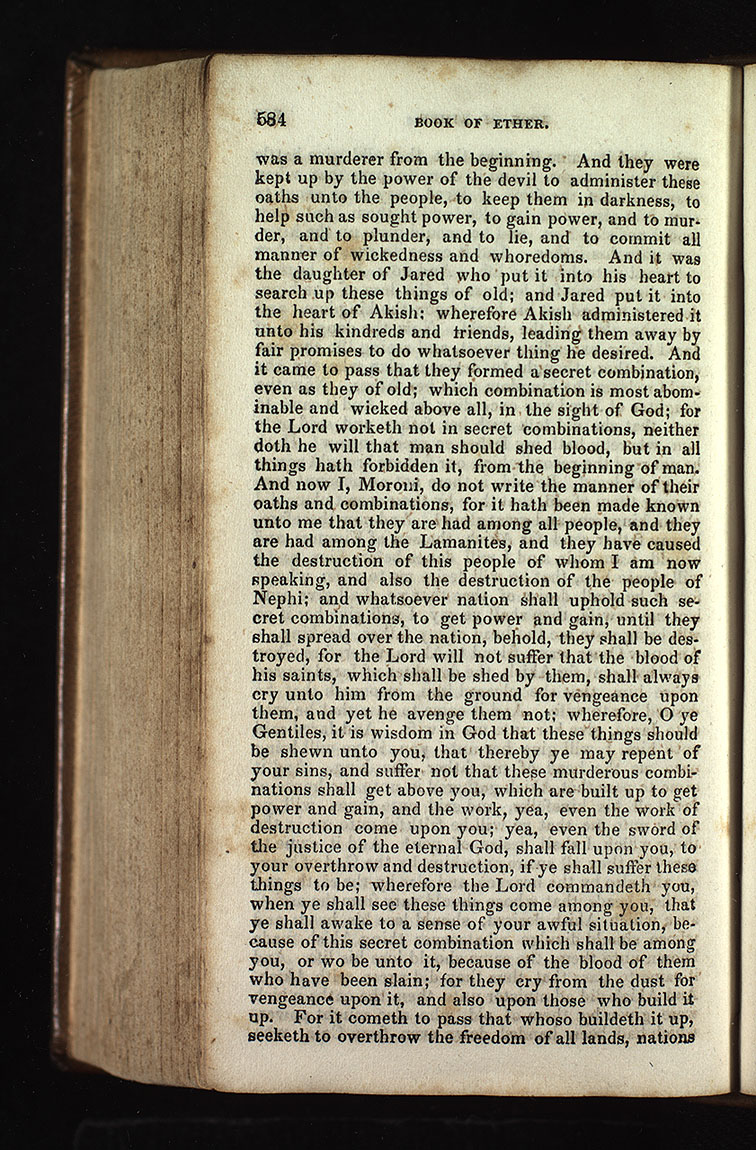 584 BOOK OF ETHER.
was a murderer from the beginning. And they were
kept up by the power of the devil to administer these
oaths unto the people, to keep them in darkness, to
help such as sought power, to gain power, and to mur-
der, and to plunder, and to lie, and to commit all
manner of wickedness and whoredoms. And it was
the daughter of Jared who put it into his heart to
search up these things of old; and Jared put it into
the heart of Akish; wherefore Akish administered it
unto his kindreds and friends, leading them away by
fair promises to do whatsoever thing he desired. And
it came to pass that they formed a secret combination,
even as they of old; which combination is most abom-
inable and wicked above all, in the sight of God; for
the Lord worketh not in secret combinations, neither
doth he will that man should shed blood, but in all
things hath forbidden it, from the beginning of man.
And now I, Moroni, do not write the manner of their
oaths and combinations, for it hath been made known
unto me that they are had among all people, and they
are had among the Lamanites, and they have caused
the destruction of this people of whom I am now
speaking, and also the destruction of the people of
Nephi; and whatsoever nation shall uphold such se-
cret combinations, to get power and gain, until they
shall spread over the nation, behold, they shall be des-
troyed, for the Lord will not suffer that the blood of
his saints, which shall be shed by them, shall always
cry unto him from the ground for vengeance upon
them, and yet he avenge them not; wherefore, O ye
Gentiles, it is wisdom in God that these things should
be shewn unto you, that thereby ye may repent of
your sins, and suffer not that these murderous combi-
nations shall get above you, which are built up to get
power and gain, and the work, yea, even the work of
destruction come upon you; yea, even the sword of
the justice of the eternal God, shall fall upon you, to
your overthrow and destruction, if ye shall suffer these
things to be; wherefore the Lord commandeth you,
when ye shall see these things come among you, that
ye shall awake to a sense of your awful situation, be-
cause of this secret combination which shall be among
you, or wo be unto it, because of the blood of them
who have been slain; for they cry from the dust for
vengeance upon it, and also upon those who build it
up. For it cometh to pass that whoso buildeth it up,
seeketh to overthrow the freedom of all lands, nations